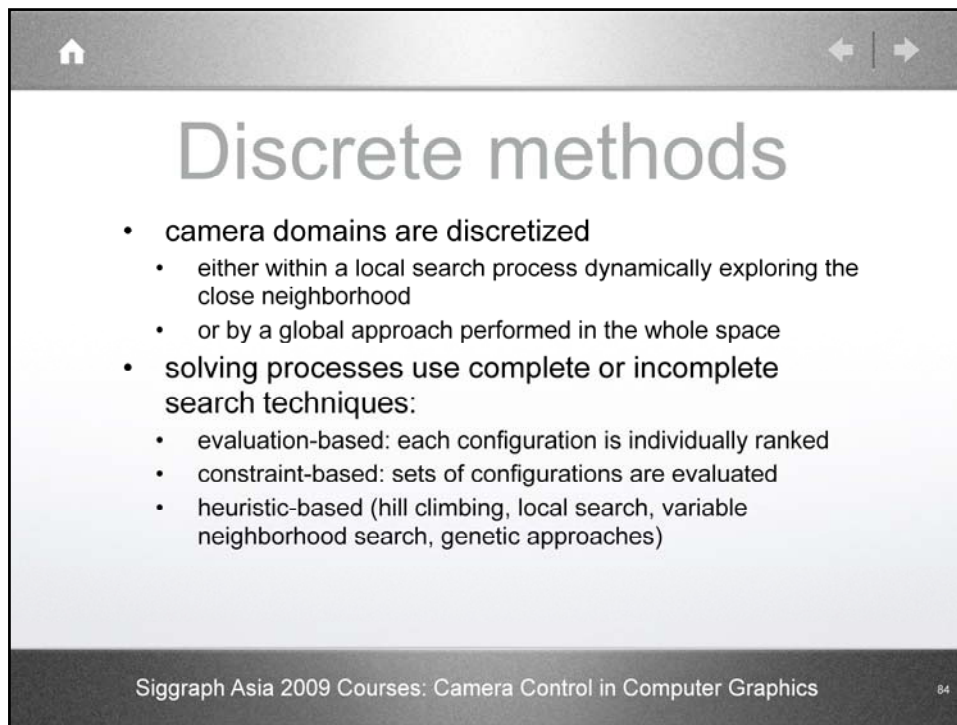 Discrete methods
• camera domains are discretized
• either within a local search process dynamically exploring the
close neighborhood
• or by a global approach performed in the whole space
• solving processes use complete or incomplete
search techniques:
• evaluation-based: each configuration is individually ranked
• constraint-based: sets of configurations are evaluated
• heuristic-based (hill climbing, local search, variable
neighborhood search, genetic approaches)
Siggraph Asia 2009 Courses: Camera Control in Computer Graphics
84